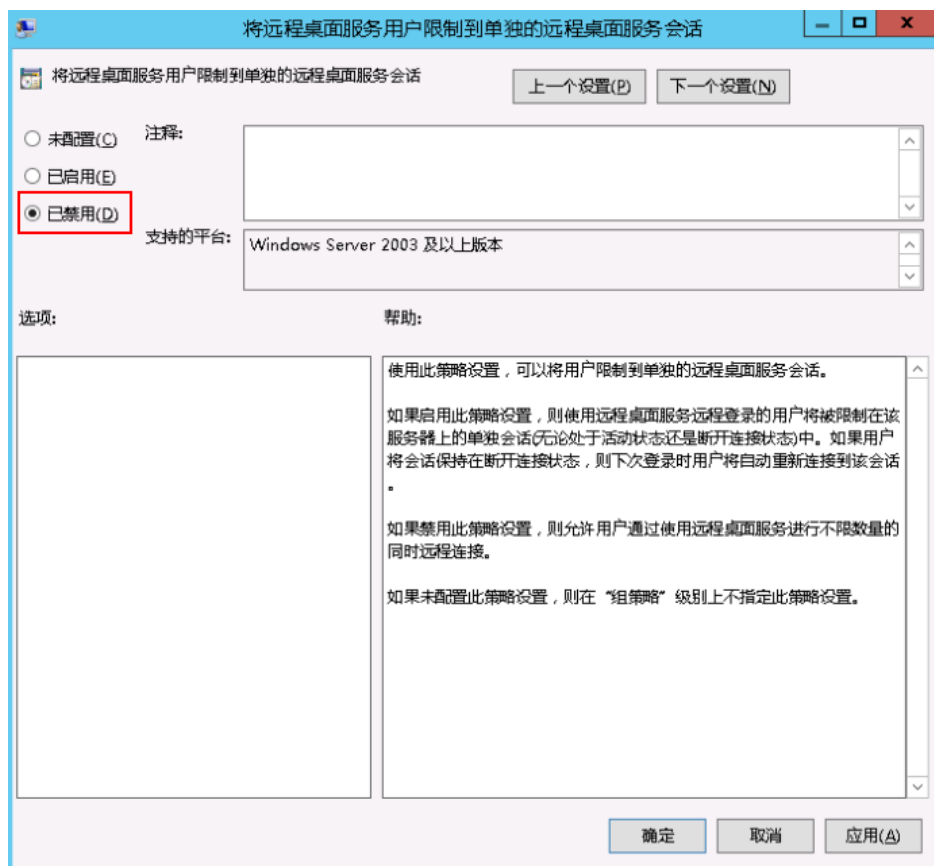 将远程桌面服务用户限制到单独的远程桌面服务会话
将远程桌面服务用户限制到单独的远程桌面服务会话
上一个设置(P)
下一个设置(N)
未配置(C)
注释:
已启用(E)
已禁用(D)
支持的平台:
Windows Server 2003 及以上版本
选项:
帮助:
使用此策略设置，可以将用户限制到单独的远程桌面服务会话。
如果启用此策略设置，则使用远程桌面服务远程登录的用户将被限制在该
服务器上的单独会话(无论处于活动状态还是断开连接状态)中。如果用户
将会话保持在断开连接状态，则下次登录时用户将自动重新连接到该会话
。
如果禁用此策略设置，则允许用户通过使用远程桌面服务进行不限数量的
同时远程连接。
如果未配置此策略设置，则在“组策略”级别上不指定此策略设置。
确定
取消
应用(A)